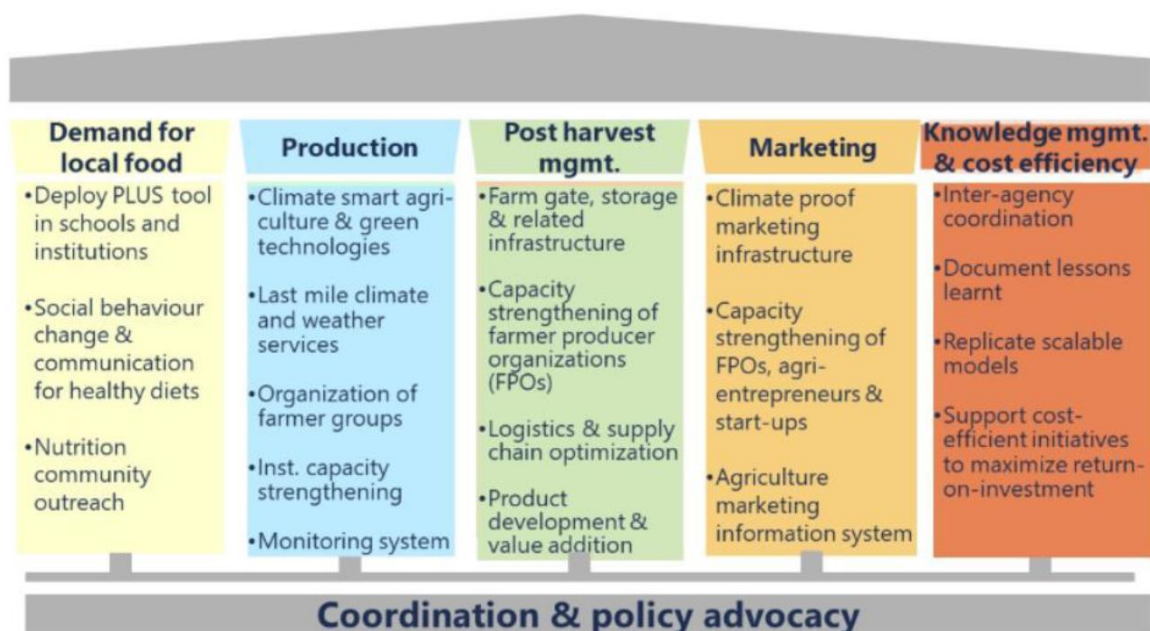 Demand for
local food
•Deploy PLUS tool
in schools and
institutions
•Social behaviour
change &
communication
for healthy diets
•Nutrition
community
outreach
Production
•Climate smart agri-
culture & green
technologies
•Last mile climate
and weather
services
•Organization of
farmer groups
•Inst. capacity
strengthening
•Monitoring system
Post harvest
mgmt.
•Farm gate, storage
& related
infrastructure
•Capacity
strengthening of
farmer producer
organizations
(FPOs)
•Logistics & supply
chain optimization
•Product
development &
value addition
Marketing
•Climate proof
marketing
infrastructure
•Capacity
strengthening of
FPOs, agri-
entrepreneurs &
start-ups
•Agriculture
marketing
information system
Knowledge mgmt.
& cost efficiency
•Inter-agency
coordination
•Document lessons
learnt
•Replicate scalable
models
•Support cost-
efficient initiatives
to maximize return-
on-investment
Coordination & policy advocacy